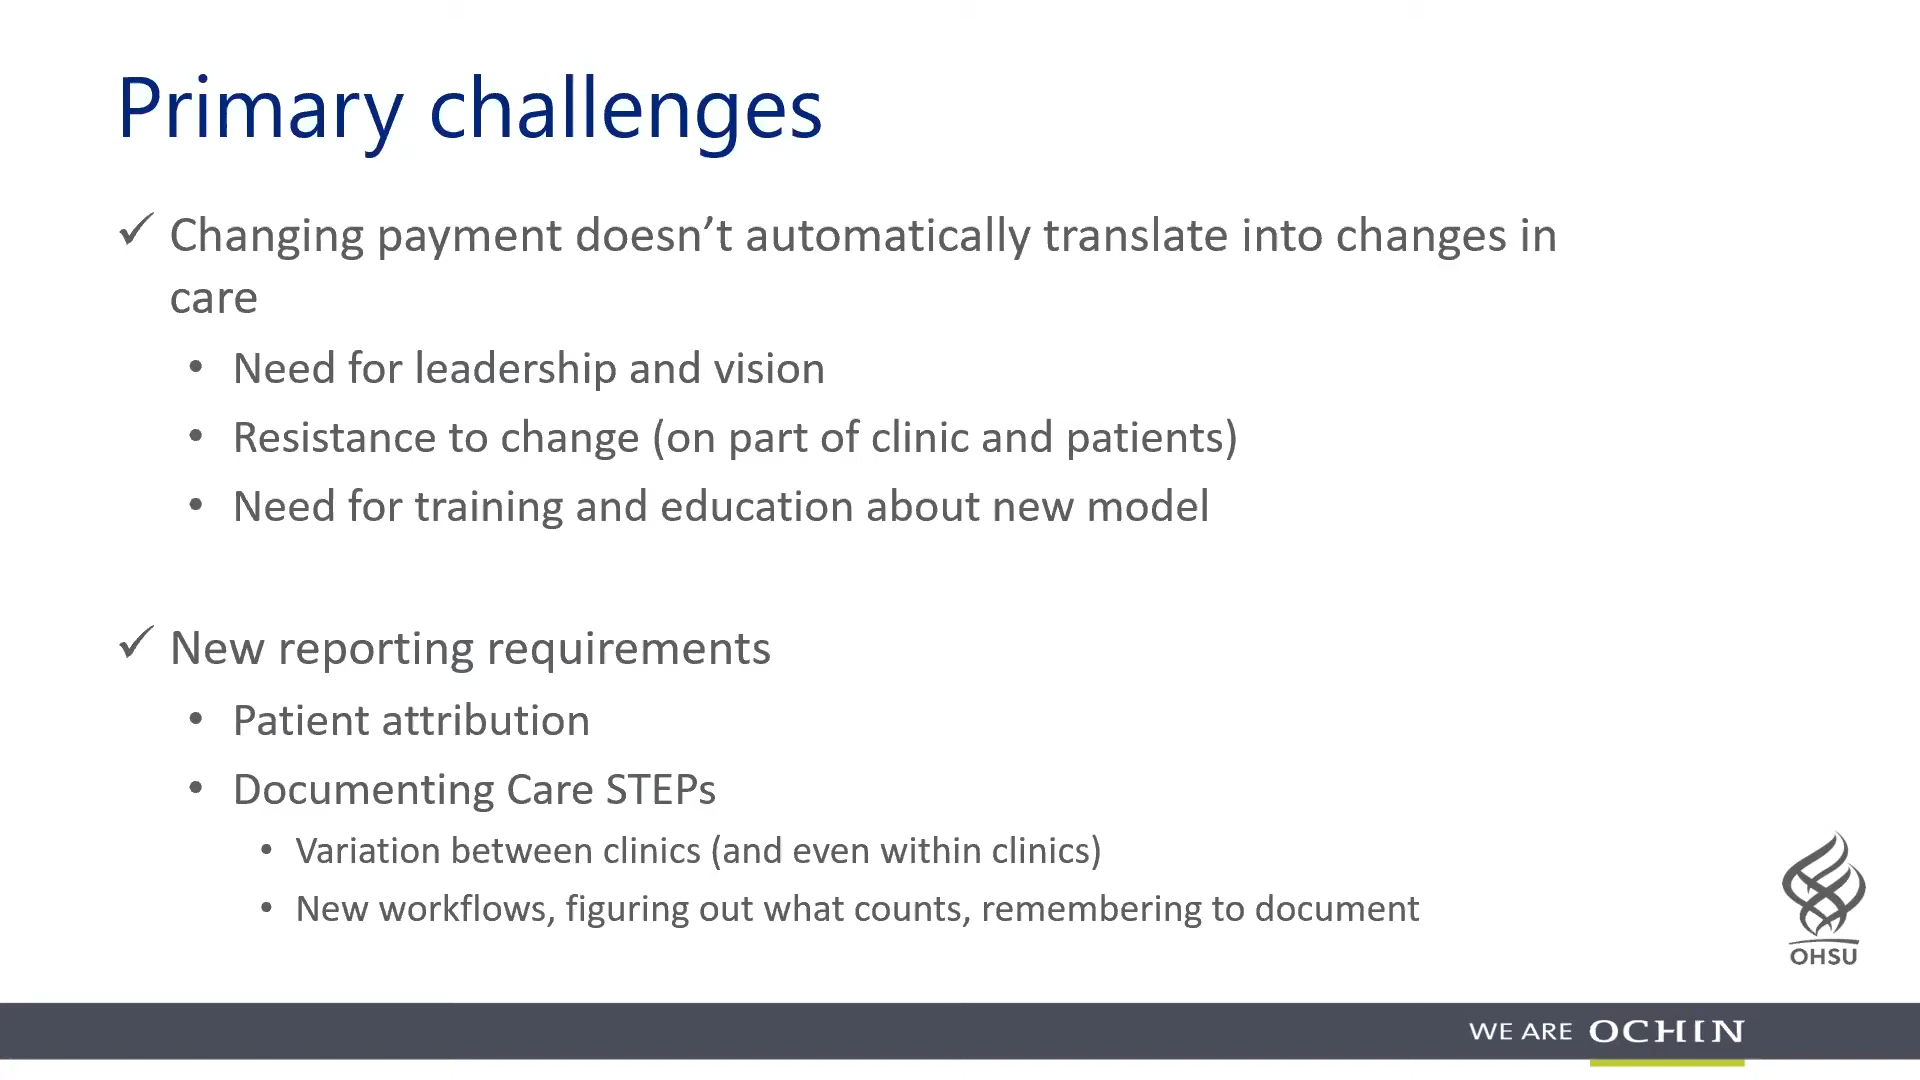 Primary challenges
✓ Changing payment doesn’t automatically translate into changes in
care
• Need for leadership and vision
• Resistance to change (on part of clinic and patients)
• Need for training and education about new model
✓ New reporting requirements
• Patient attribution
• Documenting Care STEPs
• Variation between clinics (and even within clinics)
• New workflows, figuring out what counts, remembering to document
OHSU
WE ARE OCHIN